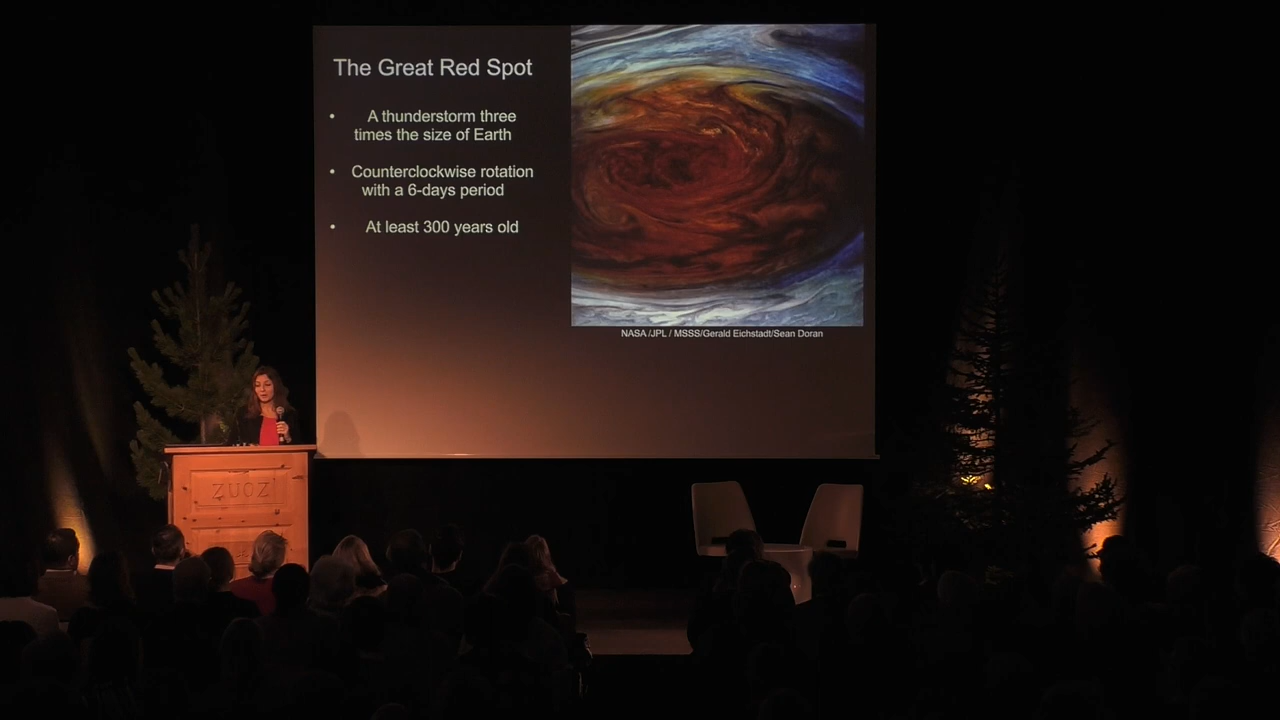 The Great Red Spot
• A thunderstorm three
times the size of Earth
• Counterclockwise rotation
with a 6-days period
• At least 300 years old
NASA /JPL / MSSS/Gerald Eichstadt/Sean Doran
ZUOZ